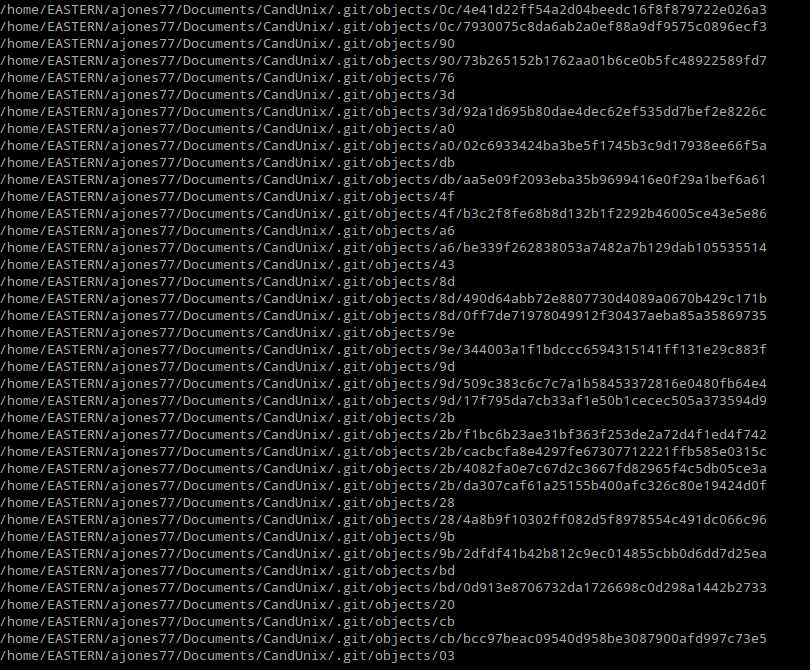 /home/EASTERN/ajones77/Documents/CandUnix/.git/objects/0c/4e41d22ff54a2d04beedc16f8f879722e026a3
/home/EASTERN/ajones77/Documents/CandUnix/.git/objects/0c/7930075c8da6ab2a0ef88a9df9575c0896ecf3
/home/EASTERN/ajones77/Documents/CandUnix/.git/objects/90
/home/EASTERN/ajones77/Documents/CandUnix/.git/objects/90/73b265152b1762aa01b6ce0b5fc48922589fd7
/home/EASTERN/ajones77/Documents/CandUnix/.git/objects/76
/home/EASTERN/ajones77/Documents/CandUnix/.git/objects/3d
/home/EASTERN/ajones77/Documents/CandUnix/.git/objects/3d/92a1d695b80dae4dec62ef535dd7bef2e8226c
/home/EASTERN/ajones77/Documents/CandUnix/.git/objects/a0
/home/EASTERN/ajones77/Documents/CandUnix/.git/objects/a0/02c6933424ba3be5f1745b3c9d17938ee66f5a
/home/EASTERN/ajones77/Documents/CandUnix/.git/objects/db
/home/EASTERN/ajones77/Documents/CandUnix/.git/objects/db/aa5e09f2093eba35b9699416e0f29a1bef6a61
/home/EASTERN/ajones77/Documents/CandUnix/.git/objects/4f
/home/EASTERN/ajones77/Documents/CandUnix/.git/objects/4f/b3c2f8fe68b8d132b1f2292b46005ce43e5e86
/home/EASTERN/ajones77/Documents/CandUnix/.git/objects/a6
/home/EASTERN/ajones77/Documents/CandUnix/.git/objects/a6/be339f262838053a7482a7b129dab105535514
/home/EASTERN/ajones77/Documents/CandUnix/.git/objects/43
/home/EASTERN/ajones77/Documents/CandUnix/.git/objects/8d
/home/EASTERN/ajones77/Documents/CandUnix/.git/objects/8d/490d64abb72e8807730d4089a0670b429c171b
/home/EASTERN/ajones77/Documents/CandUnix/.git/objects/8d/0ff7de71978049912f30437aeba85a35869735
/home/EASTERN/ajones77/Documents/CandUnix/.git/objects/9e
/home/EASTERN/ajones77/Documents/CandUnix/.git/objects/9e/344003a1f1bdccc6594315141ff131e29c883f
/home/EASTERN/ajones77/Documents/CandUnix/.git/objects/9d
/home/EASTERN/ajones77/Documents/CandUnix/.git/objects/9d/509c383c6c7c7a1b58453372816e0480fb64e4
/home/EASTERN/ajones77/Documents/CandUnix/.git/objects/9d/17f795da7cb33af1e50b1cecec505a373594d9
/home/EASTERN/ajones77/Documents/CandUnix/.git/objects/2b
/home/EASTERN/ajones77/Documents/CandUnix/.git/objects/2b/f1bc6b23ae31bf363f253de2a72d4f1ed4f742
/home/EASTERN/ajones77/Documents/CandUnix/.git/objects/2b/cacbcfa8e4297fe67307712221ffb585e0315c
/home/EASTERN/ajones77/Documents/CandUnix/.git/objects/2b/4082fa0e7c67d2c3667fd82965f4c5db05ce3a
/home/EASTERN/ajones77/Documents/CandUnix/.git/objects/2b/da307caf61a25155b400afc326c80e19424d0f
/home/EASTERN/ajones77/Documents/CandUnix/.git/objects/28
/home/EASTERN/ajones77/Documents/CandUnix/.git/objects/28/4a8b9f10302ff082d5f8978554c491dc066c96
/home/EASTERN/ajones77/Documents/CandUnix/.git/objects/9b
/home/EASTERN/ajones77/Documents/CandUnix/.git/objects/9b/2dfdf41b42b812c9ec014855cbb0d6dd7d25ea
/home/EASTERN/ajones77/Documents/CandUnix/.git/objects/bd
/home/EASTERN/ajones77/Documents/CandUnix/.git/objects/bd/0d913e8706732da1726698c0d298a1442b2733
/home/EASTERN/ajones77/Documents/CandUnix/.git/objects/20
/home/EASTERN/ajones77/Documents/CandUnix/.git/objects/cb
/home/EASTERN/ajones77/Documents/CandUnix/.git/objects/cb/bcc97beac09540d958be3087900afd997c73e5
/home/EASTERN/ajones77/Documents/CandUnix/.git/objects/03